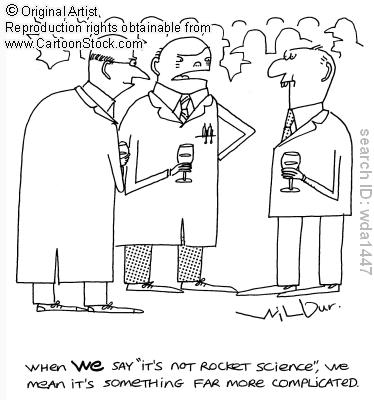 © Original Artist,
Reproduction rights obtainable from
www.CartoonStock.com
search ID: wda1447
Wilbur.
WHEN WE SAY "IT'S NOT ROCKET SCIENCE", WE
MEAN IT'S SOMETHING FAR MORE COMPLICATED.